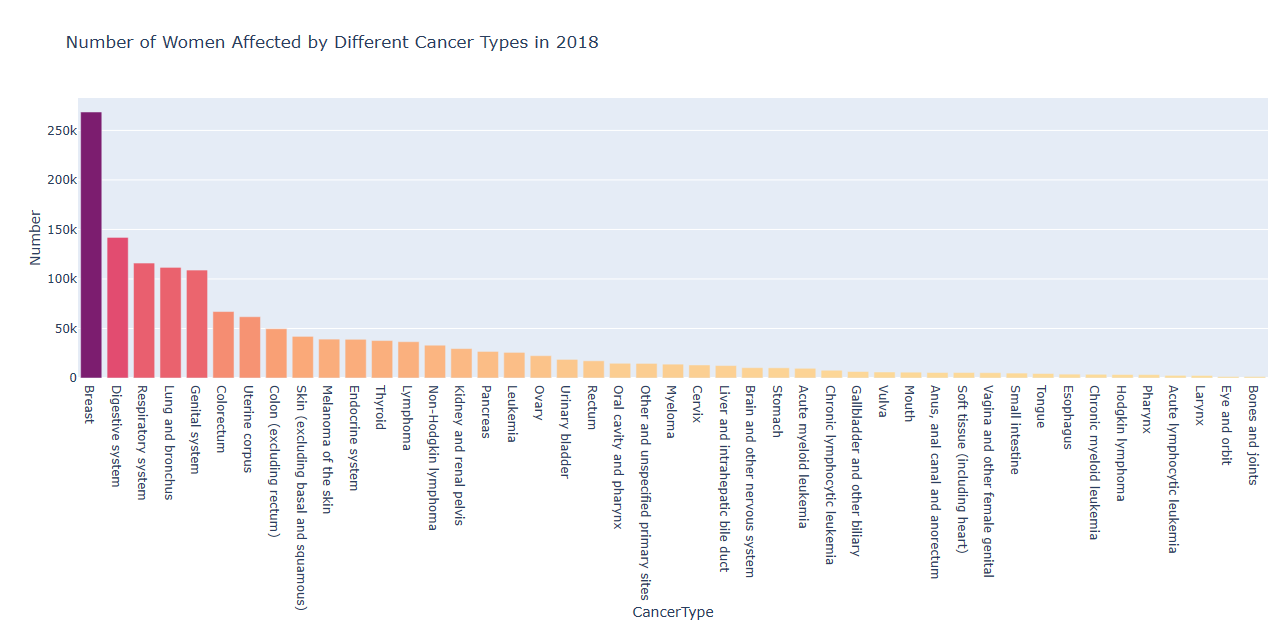 Number of Women Affected by Different Cancer Types in 2018
Number
250k
200k
150k
100k
50k
0
Breast
Digestive system
Respiratory system
Lung and bronchus
Genital system
Colorectum
Uterine corpus
Colon (excluding rectum)
Skin (excluding basal and squamous)
Melanoma of the skin
Endocrine system
Thyroid
Lymphoma
Non-Hodgkin lymphoma
Kidney and renal pelvis
Pancreas
Leukemia
Ovary
Urinary bladder
Rectum
Oral cavity and pharynx
Other and unspecified primary sites
Myeloma
Cervix
Liver and intrahepatic bile duct
Brain and other nervous system
Stomach
Acute myeloid leukemia
Chronic lymphocytic leukemia
Gallbladder and other biliary
Vulva
Mouth
Anus, anal canal and anorectum
Soft tissue (including heart)
Vagina and other female genital
Small intestine
Tongue
Esophagus
Chronic myeloid leukemia
Hodgkin lymphoma
Pharynx
Acute lymphocytic leukemia
Larynx
Eye and orbit
Bones and joints
CancerType